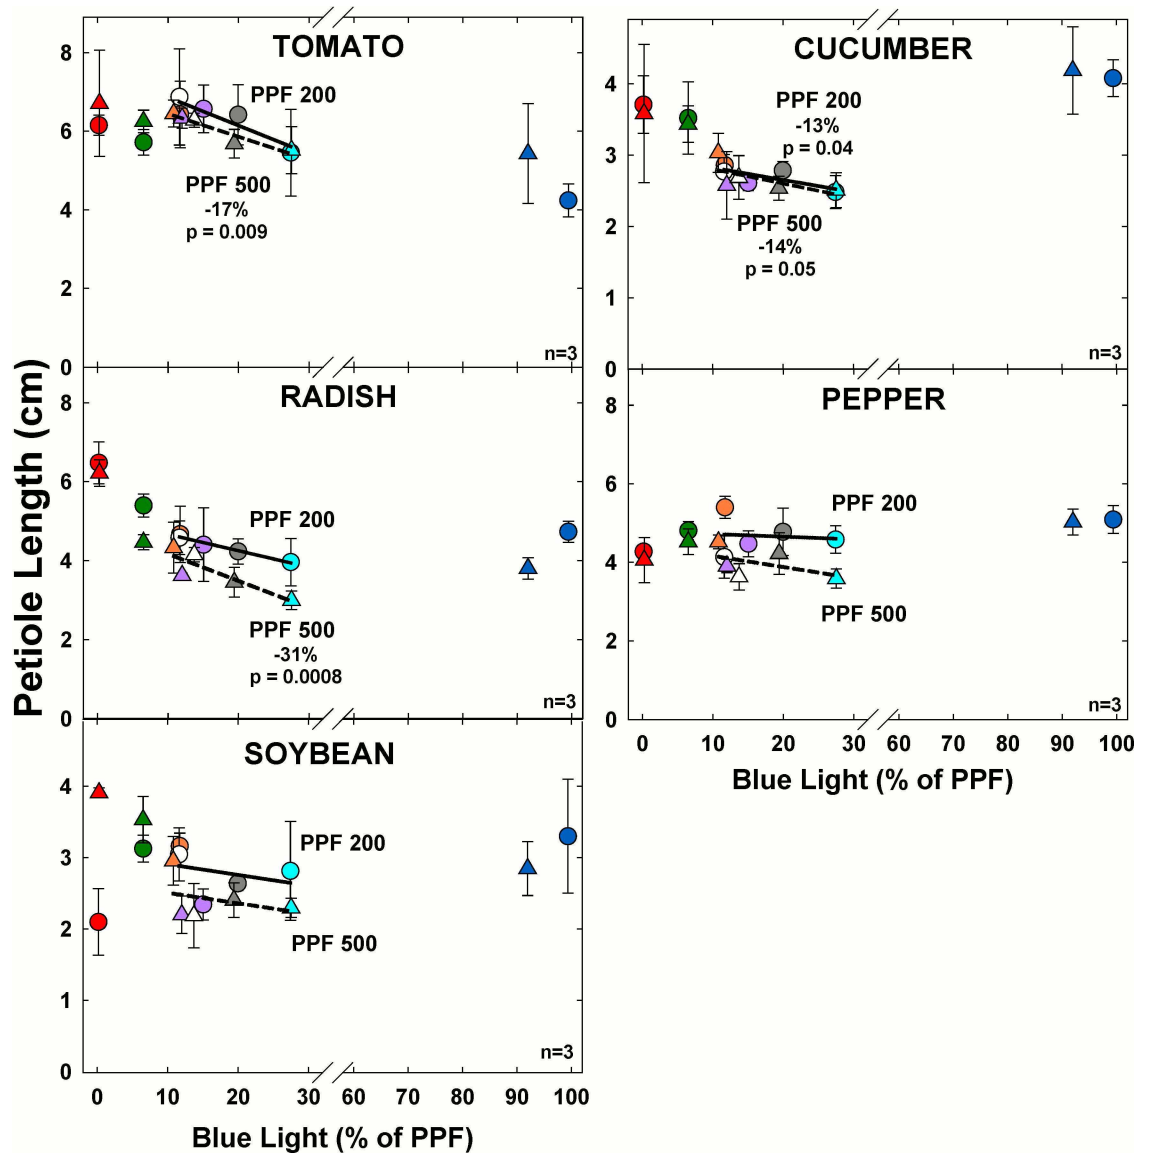 TOMATO
8
6
4
2
0
PPF 200
PPF 500
-17%
p = 0.009
n=3
CUCUMBER
4
3
2
1
0
PPF 200
-13%
p = 0.04
PPF 500
-14%
p = 0.05
n=3
Petiole Length (cm)
RADISH
8
6
4
2
0
PPF 200
PPF 500
-31%
p = 0.0008
n=3
PEPPER
8
6
4
2
0
PPF 200
PPF 500
n=3
0 10 20 30 60 70 80 90 100
Blue Light (% of PPF)
SOYBEAN
4
3
2
1
0
PPF 200
PPF 500
n=3
0 10 20 30 60 70 80 90 100
Blue Light (% of PPF)